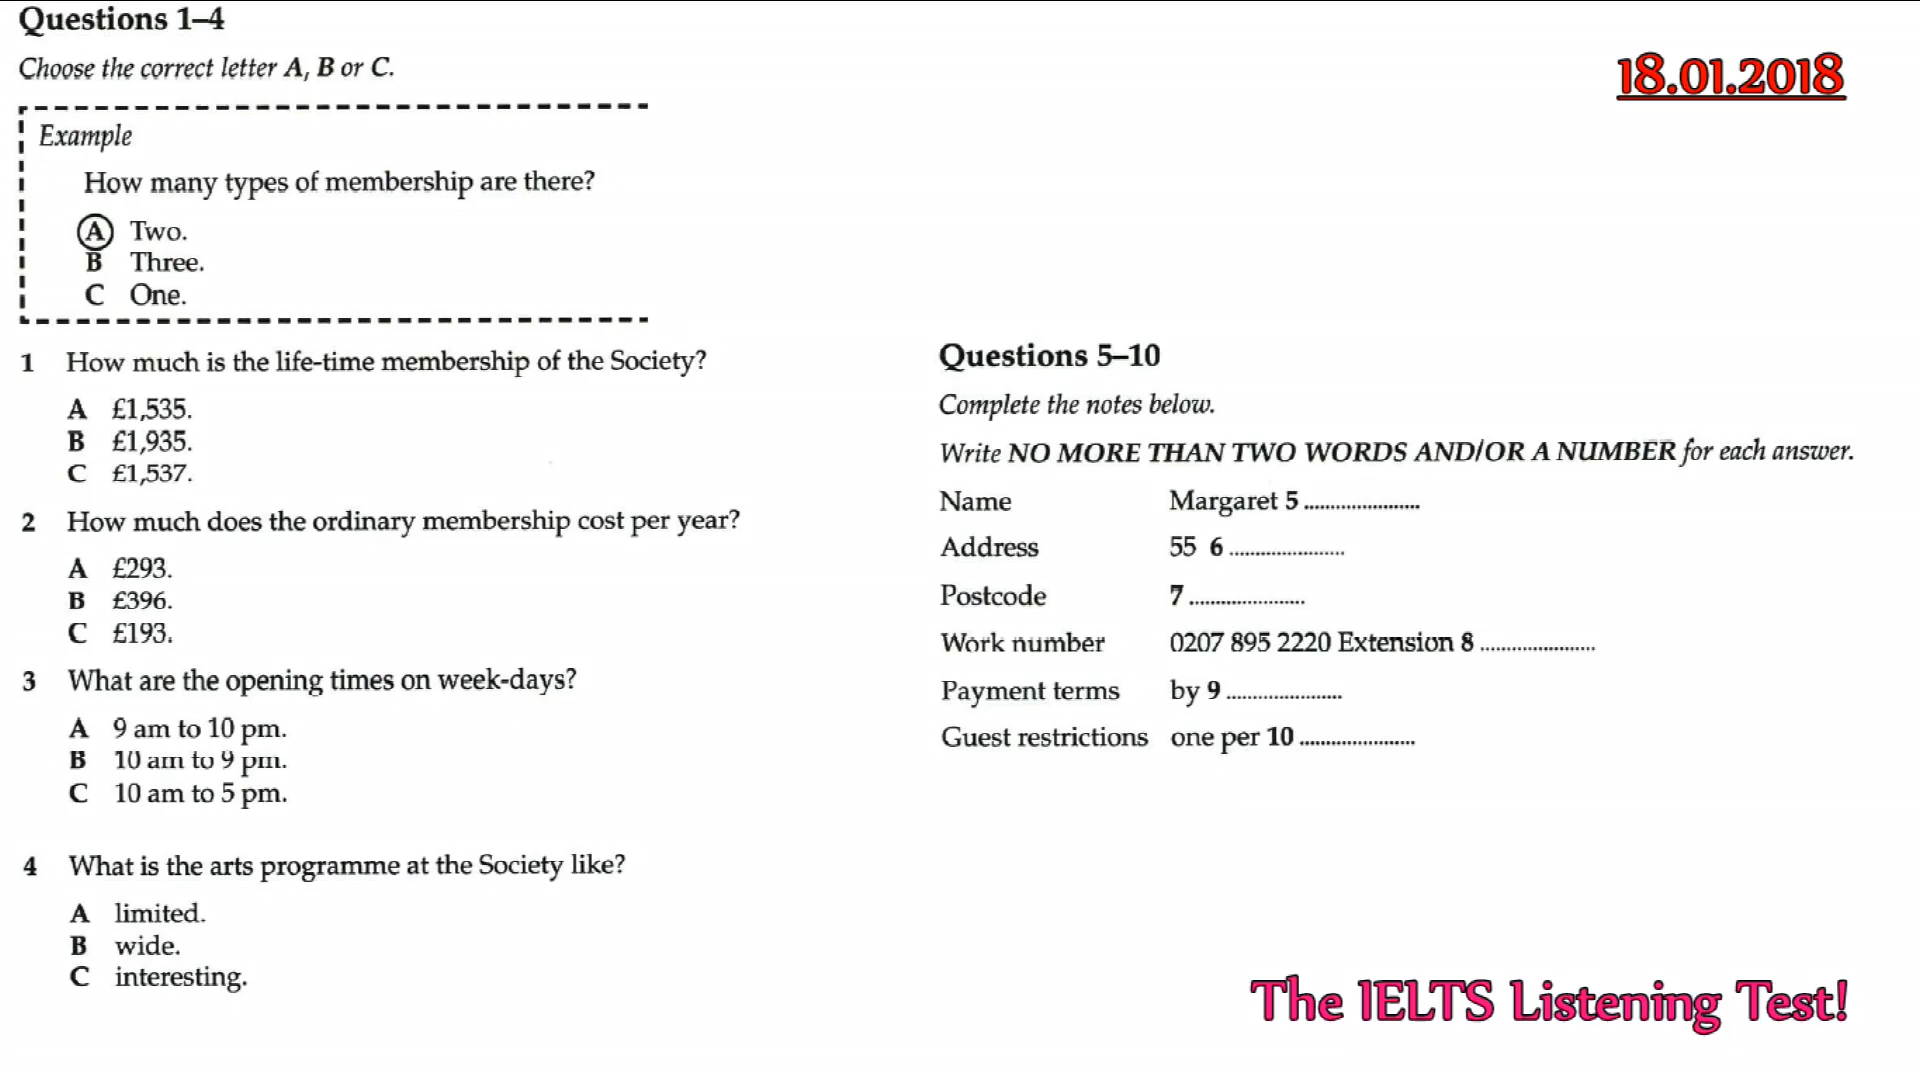 Questions 1–4
Choose the correct letter A, B or C.
Example
How many types of membership are there?
A Two.
B Three.
C One.
1 How much is the life-time membership of the Society?
A £1,535.
B £1,935.
C £1,537.
2 How much does the ordinary membership cost per year?
A £293.
B £396.
C £193.
3 What are the opening times on week-days?
A 9 am to 10 pm.
B 10 am to 9 pm.
C 10 am to 5 pm.
4 What is the arts programme at the Society like?
A limited.
B wide.
C interesting.
18.01.2018
Questions 5–10
Complete the notes below.
Write NO MORE THAN TWO WORDS AND/OR A NUMBER for each answer.
Name Margaret 5 ......................
Address 55 6 ......................
Postcode 7 ......................
Work number 0207 895 2220 Extension 8 ......................
Payment terms by 9 ......................
Guest restrictions one per 10 ......................
The IELTS Listening Test!